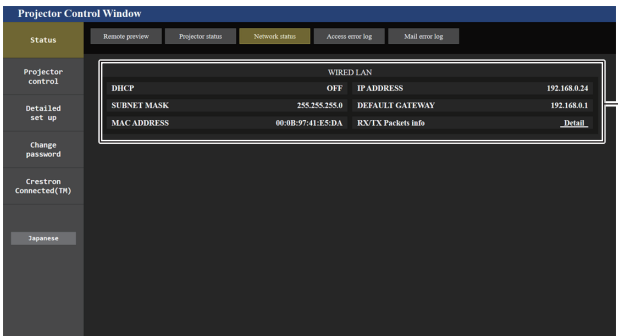 Projector Control Window
Status
Remote preview
Projector status
Network status
Access error log
Mail error log
Projector
control
Detailed
set up
Change
password
Crestron
Connected(TM)
Japanese
WIRED LAN
DHCP OFF IP ADDRESS 192.168.0.24
SUBNET MASK 255.255.255.0 DEFAULT GATEWAY 192.168.0.1
MAC ADDRESS 00:0B:97:41:E5:DA RX/TX Packets info Detail